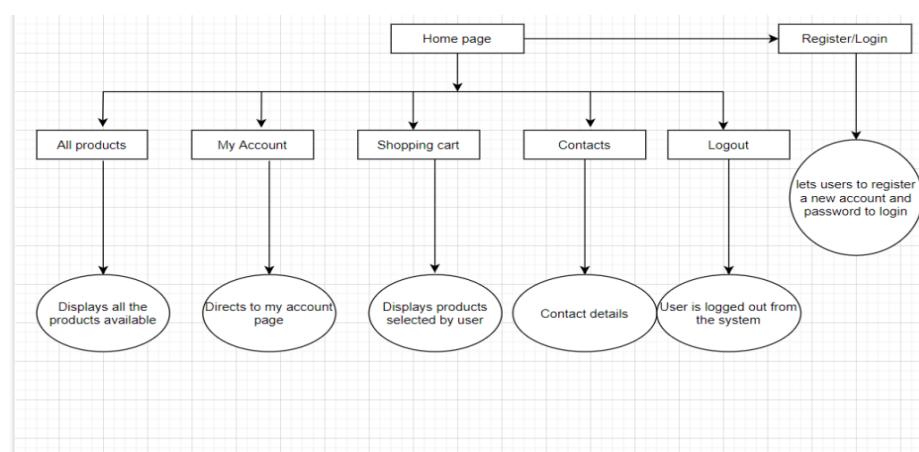 Home page
Register/Login
All products
My Account
Shopping cart
Contacts
Logout
lets users to register
a new account and
password to login
Displays all the
products available
Directs to my account
page
Displays products
selected by user
Contact details
User is logged out from
the system